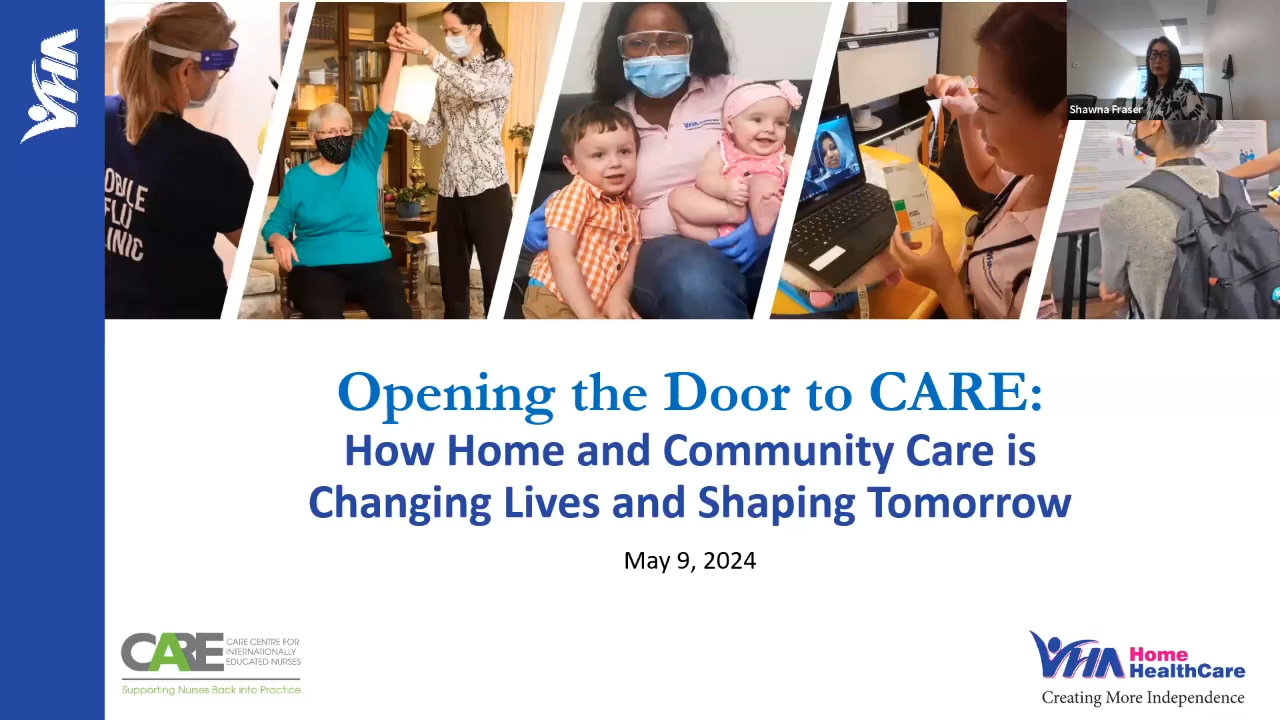 VHA
MOBILE
FLU
CLINIC
Shawna Fraser
Opening the Door to CARE:
How Home and Community Care is
Changing Lives and Shaping Tomorrow
May 9, 2024
CARE
CARE CENTRE FOR
INTERNATIONALLY
EDUCATED NURSES
Supporting Nurses Back into Practice
VHA Home
HealthCare
Creating More Independence